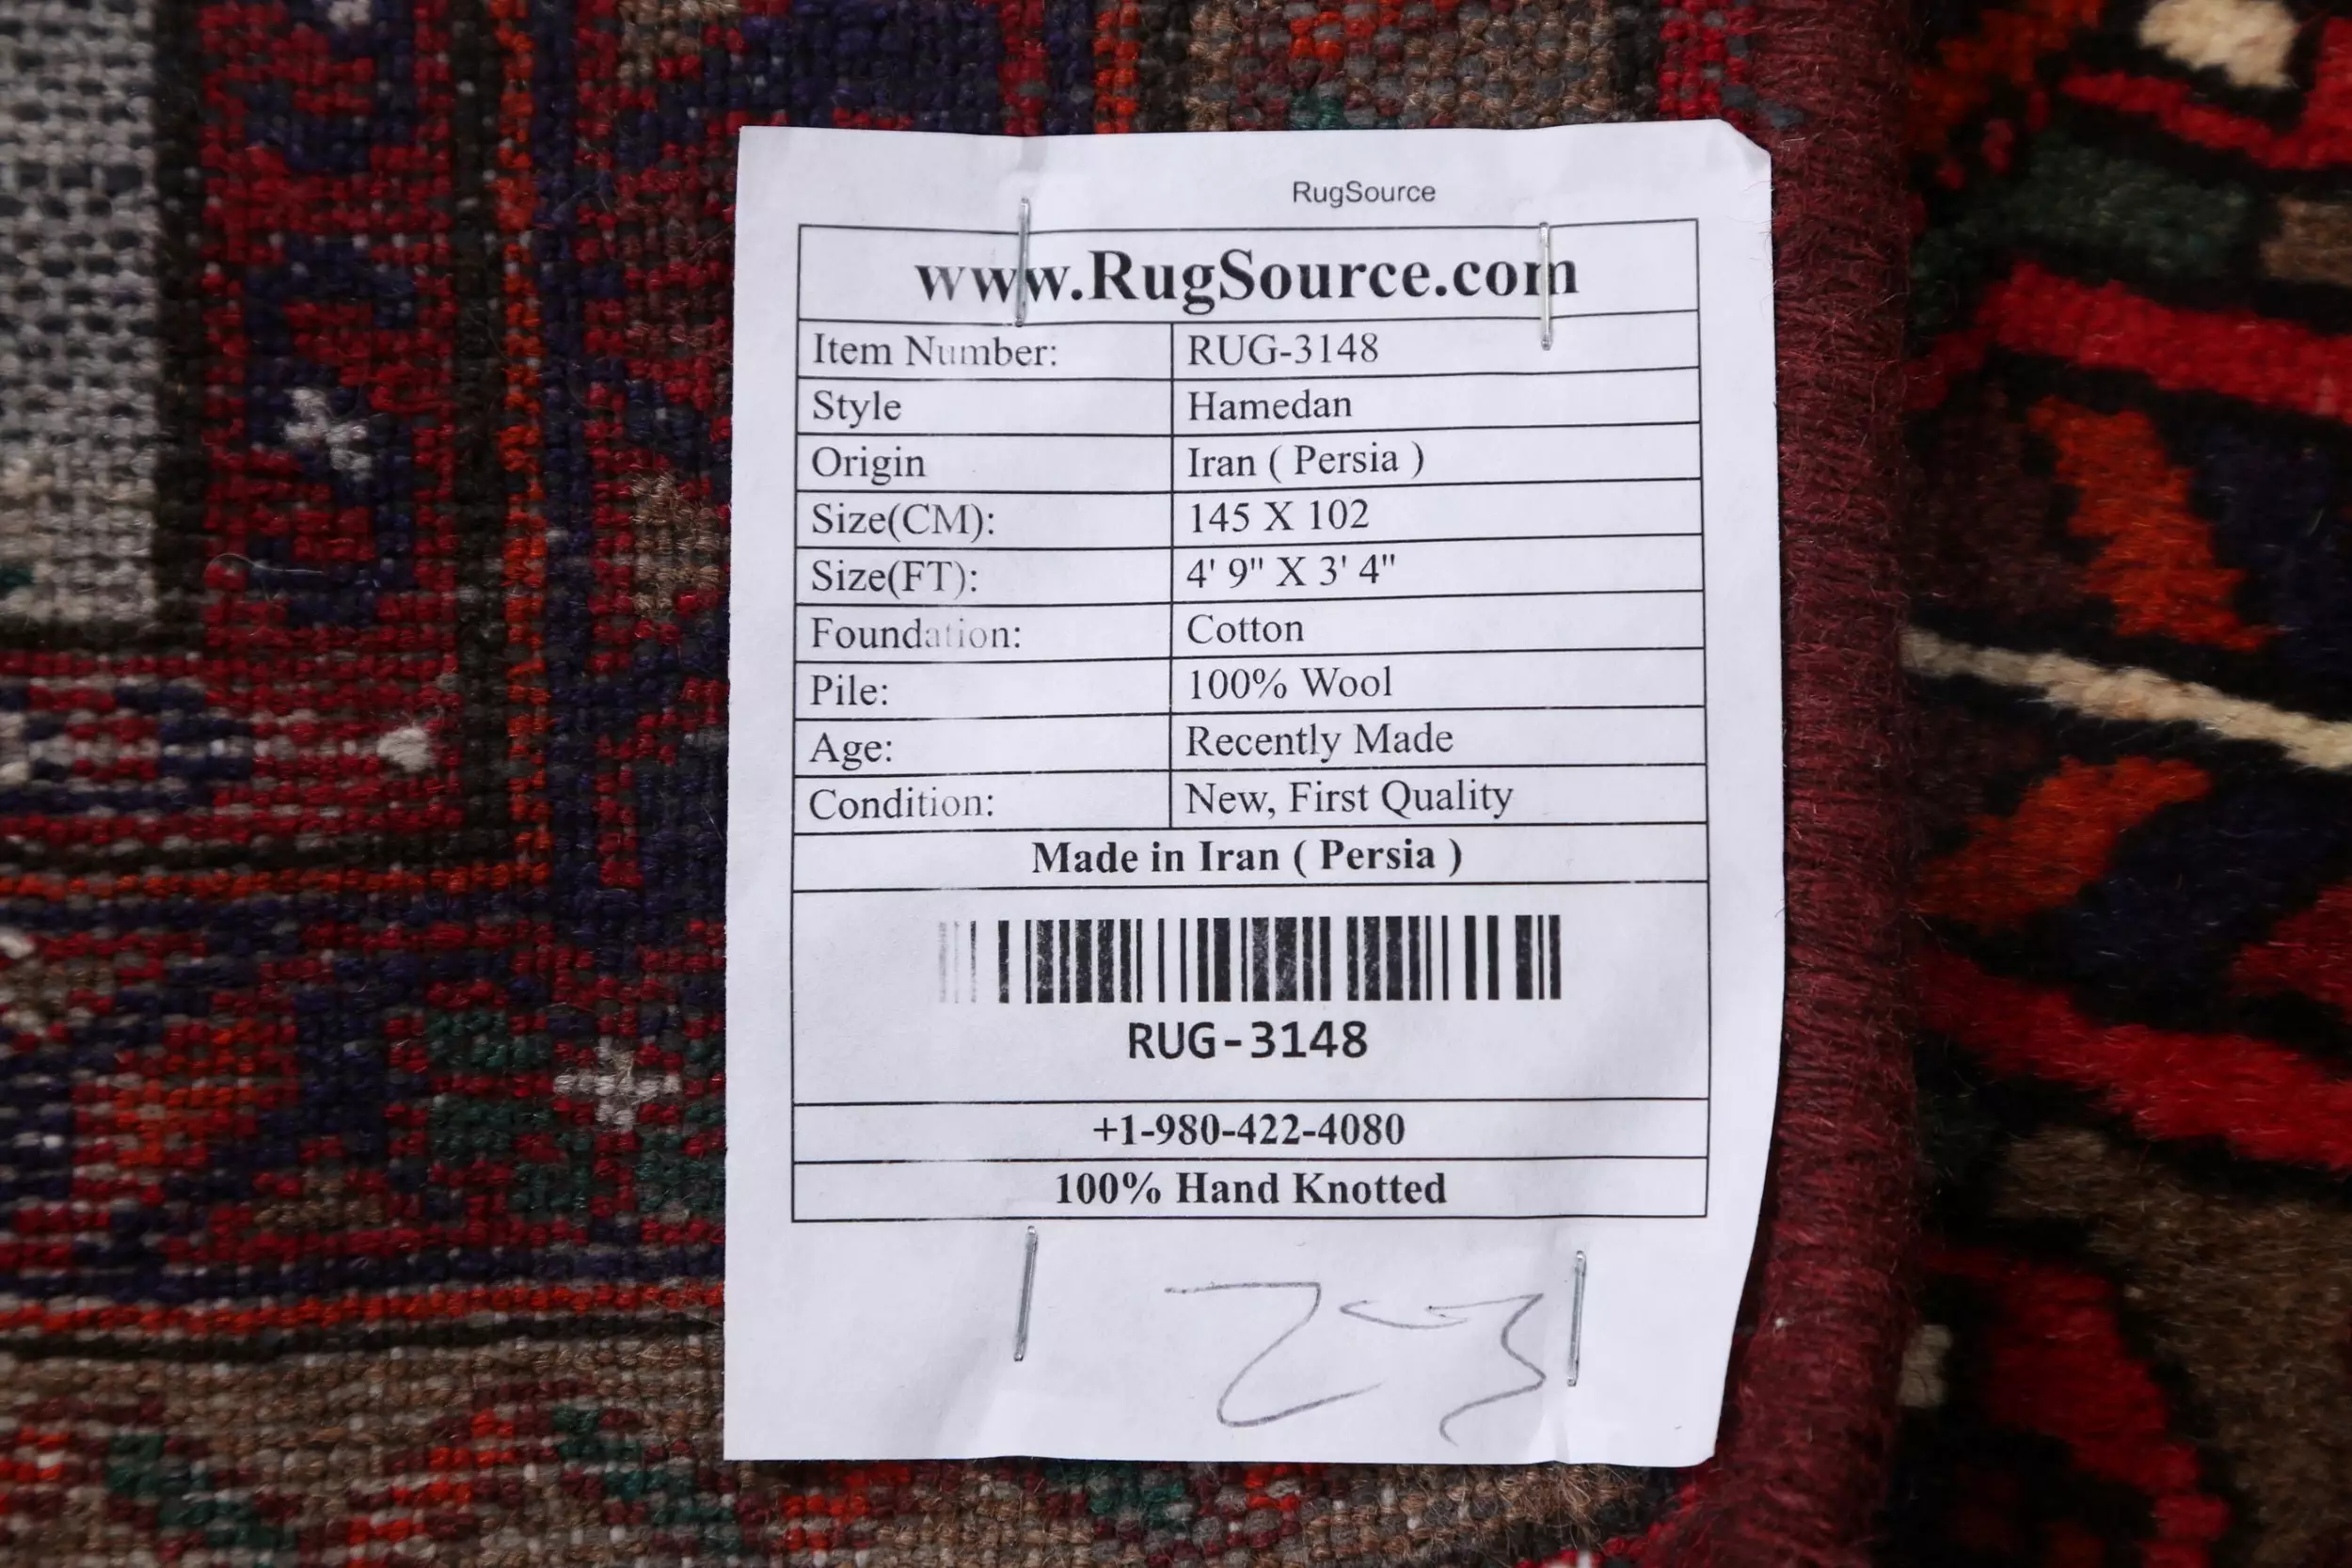 RugSource
www.RugSource.com
Item Number: RUG-3148
Style Hamedan
Origin Iran ( Persia )
Size(CM): 145 X 102
Size(FT): 4' 9" X 3' 4"
Foundation: Cotton
Pile: 100% Wool
Age: Recently Made
Condition: New, First Quality
Made in Iran ( Persia )
RUG-3148
+1-980-422-4080
100% Hand Knotted